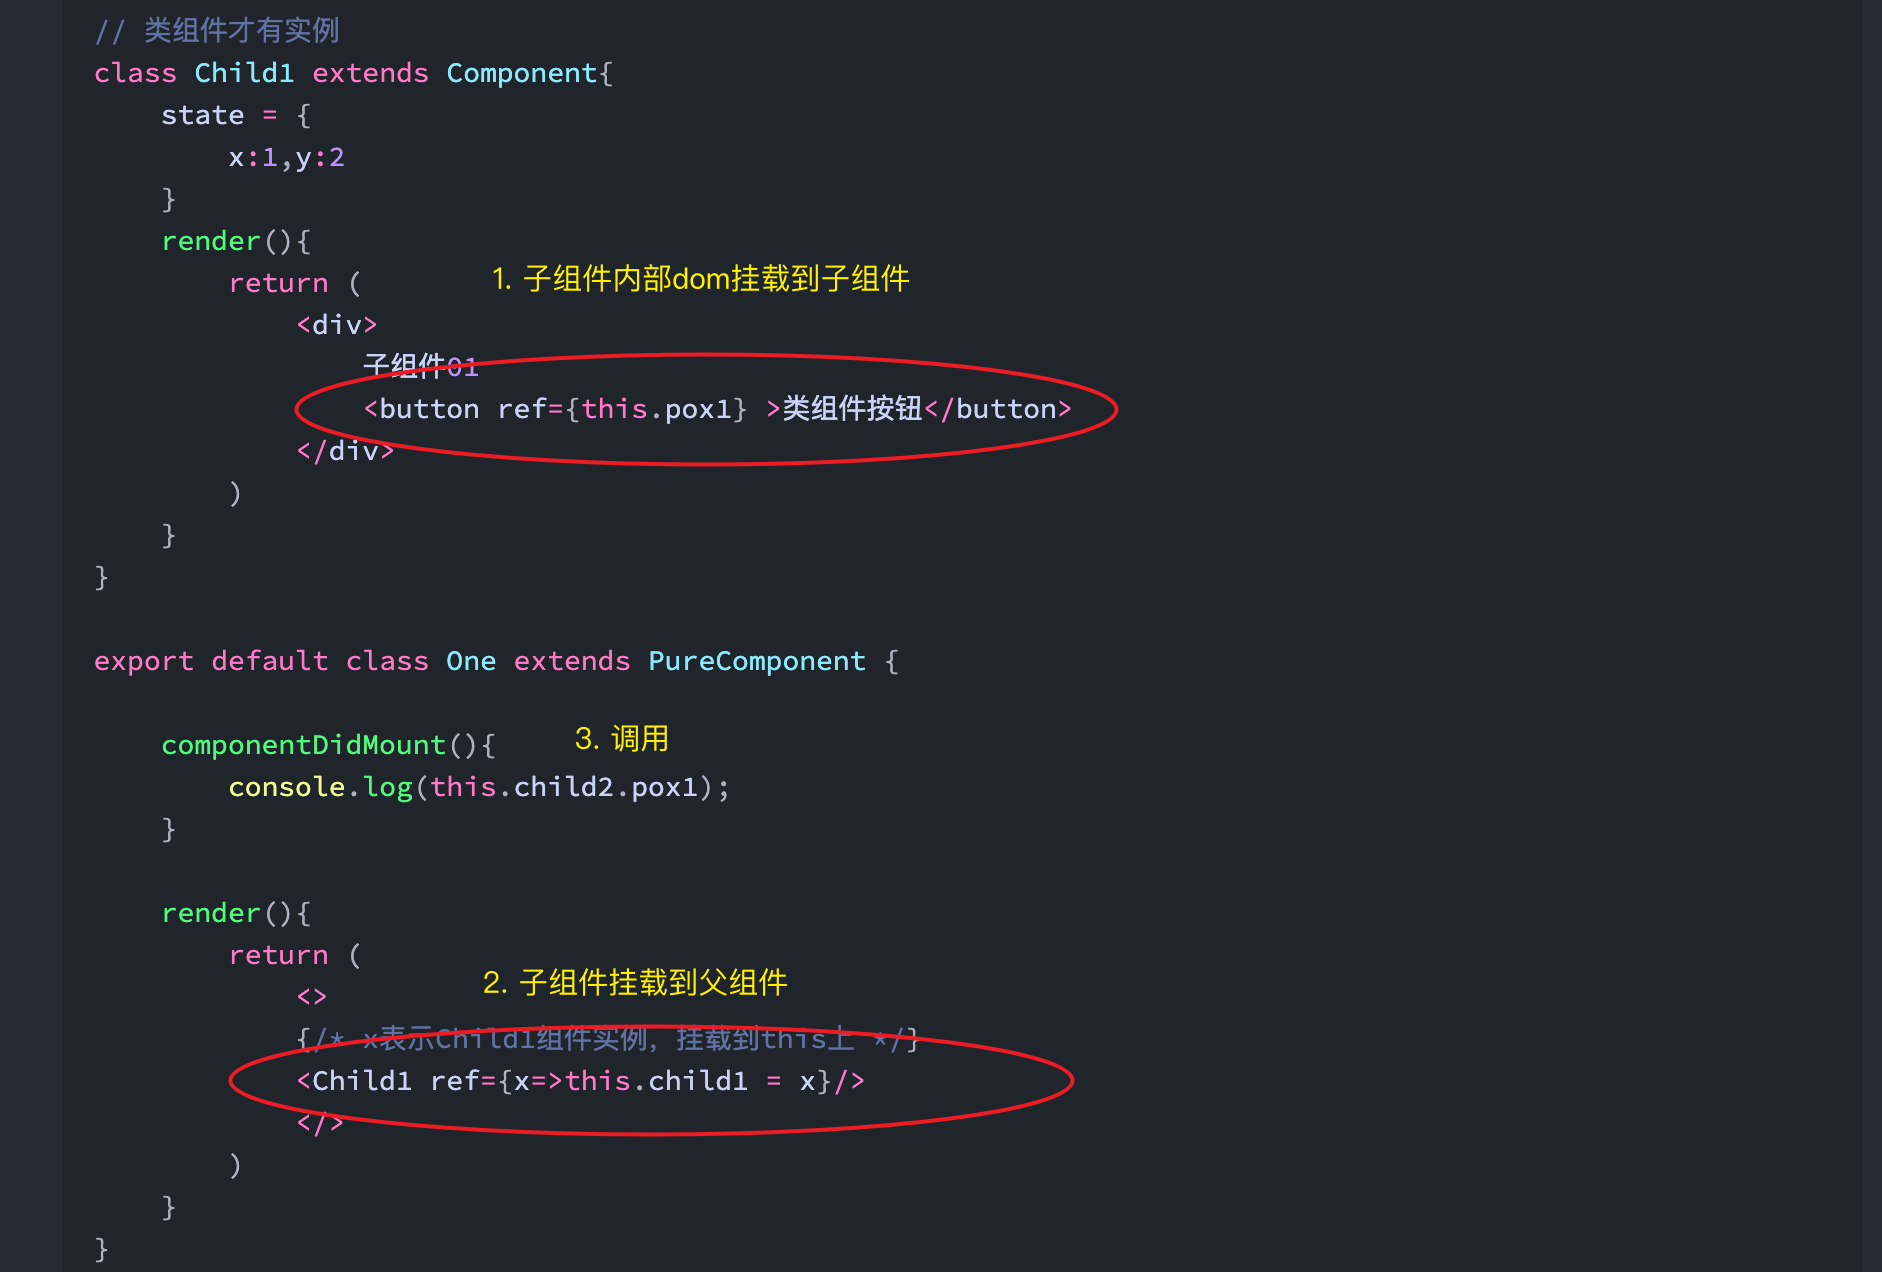 // 类组件才有实例
class Child1 extends Component{
    state = {
        x:1,y:2
    }
    render(){
        return (
1. 子组件内部dom挂载到子组件
            <div>
                子组件01
                <button ref={this.pox1} >类组件按钮</button>
            </div>
        )
    }
}
export default class One extends PureComponent {
    componentDidMount(){
3. 调用
        console.log(this.child2.pox1);
    }
    render(){
        return (
            <>
2. 子组件挂载到父组件
            {/* x表示Child1组件实例，挂载到this上 */}
            <Child1 ref={x=>this.child1 = x}/>
            </>
        )
    }
}